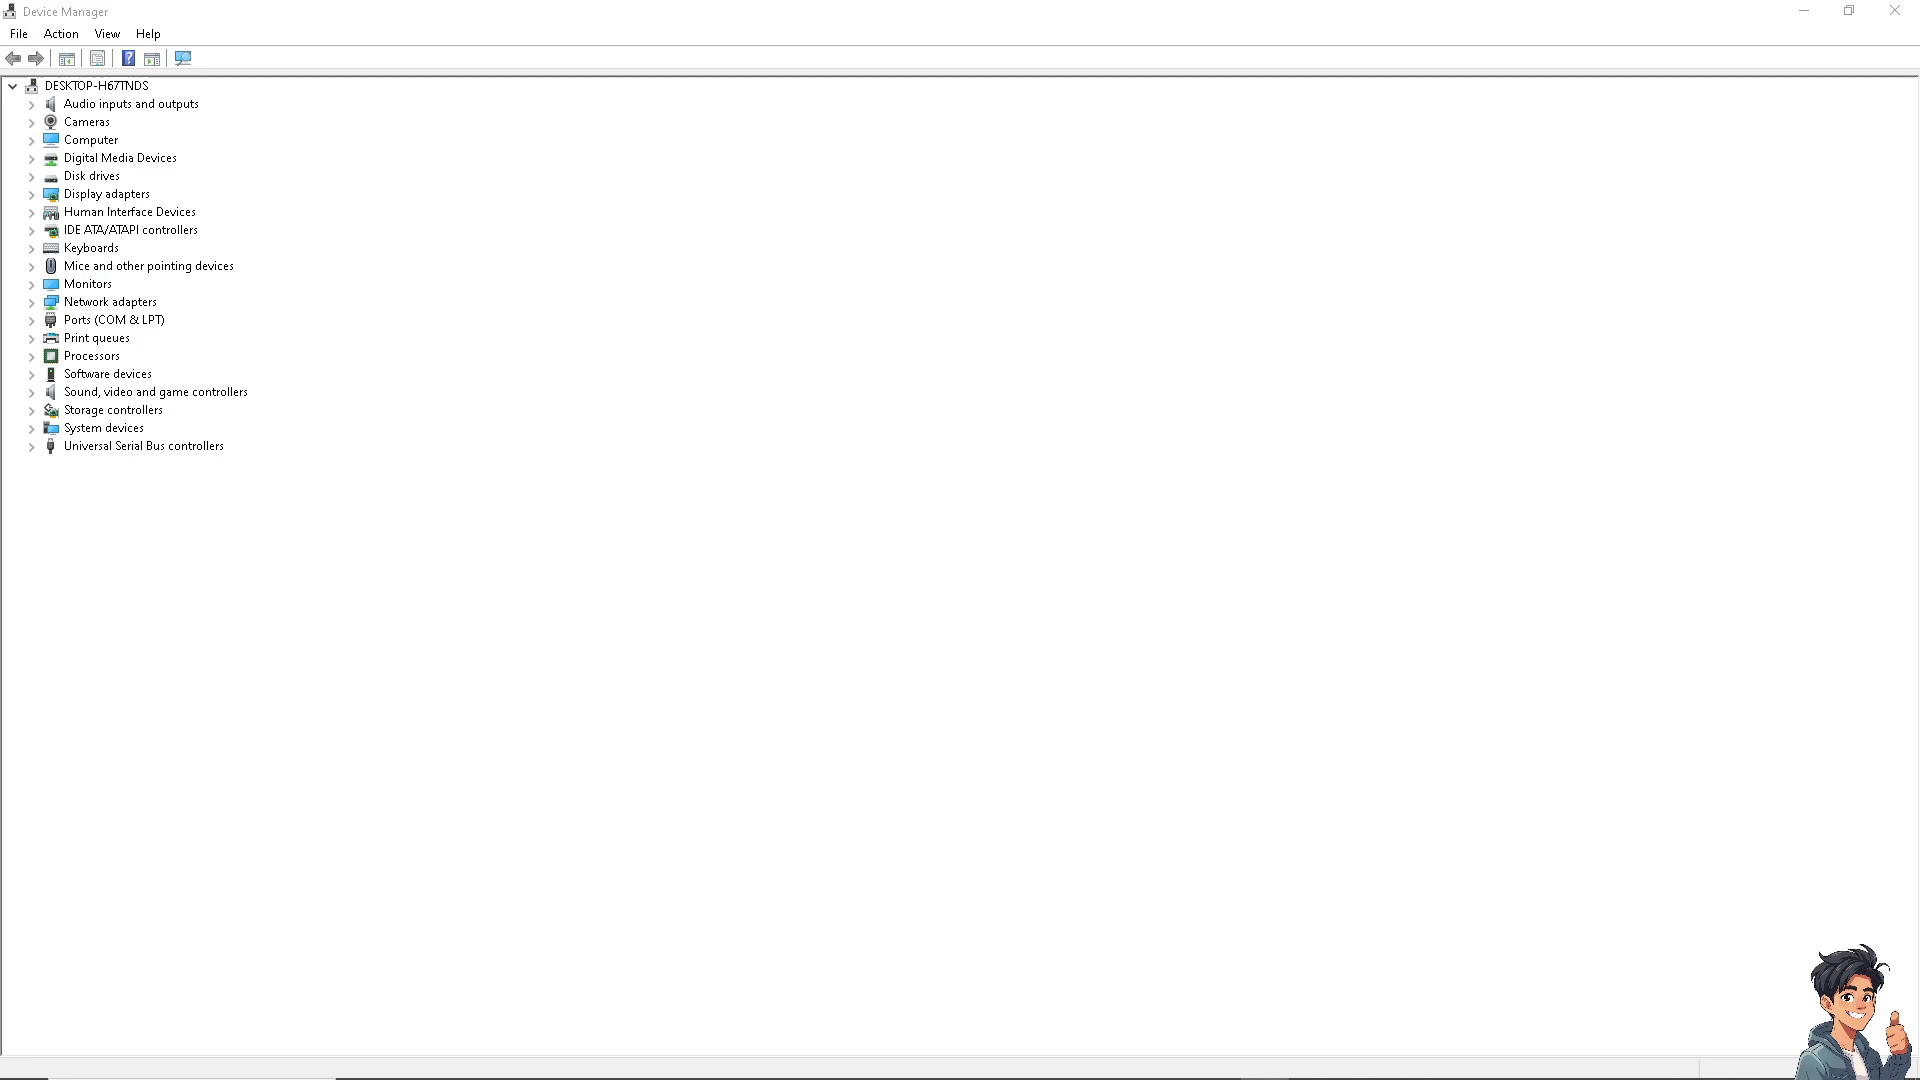 Device Manager
File Action View Help
?
DESKTOP-H67TNDS
Audio inputs and outputs
Cameras
Computer
Digital Media Devices
Disk drives
Display adapters
Human Interface Devices
IDE ATA/ATAPI controllers
Keyboards
Mice and other pointing devices
Monitors
Network adapters
Ports (COM & LPT)
Print queues
Processors
Software devices
Sound, video and game controllers
Storage controllers
System devices
Universal Serial Bus controllers